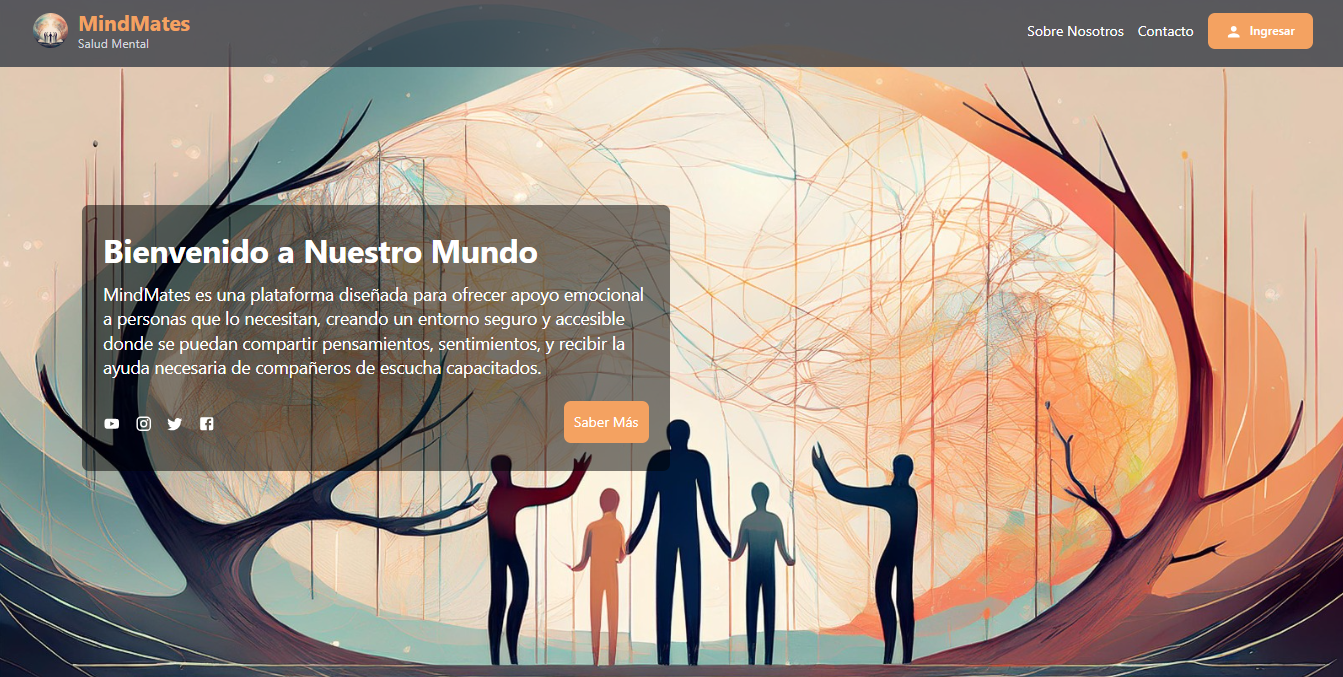 MindMates
Salud Mental
Sobre Nosotros
Contacto
Ingresar
Bienvenido a Nuestro Mundo
MindMates es una plataforma diseñada para ofrecer apoyo emocional
a personas que lo necesitan, creando un entorno seguro y accesible
donde se puedan compartir pensamientos, sentimientos, y recibir la
ayuda necesaria de compañeros de escucha capacitados.
Saber Más